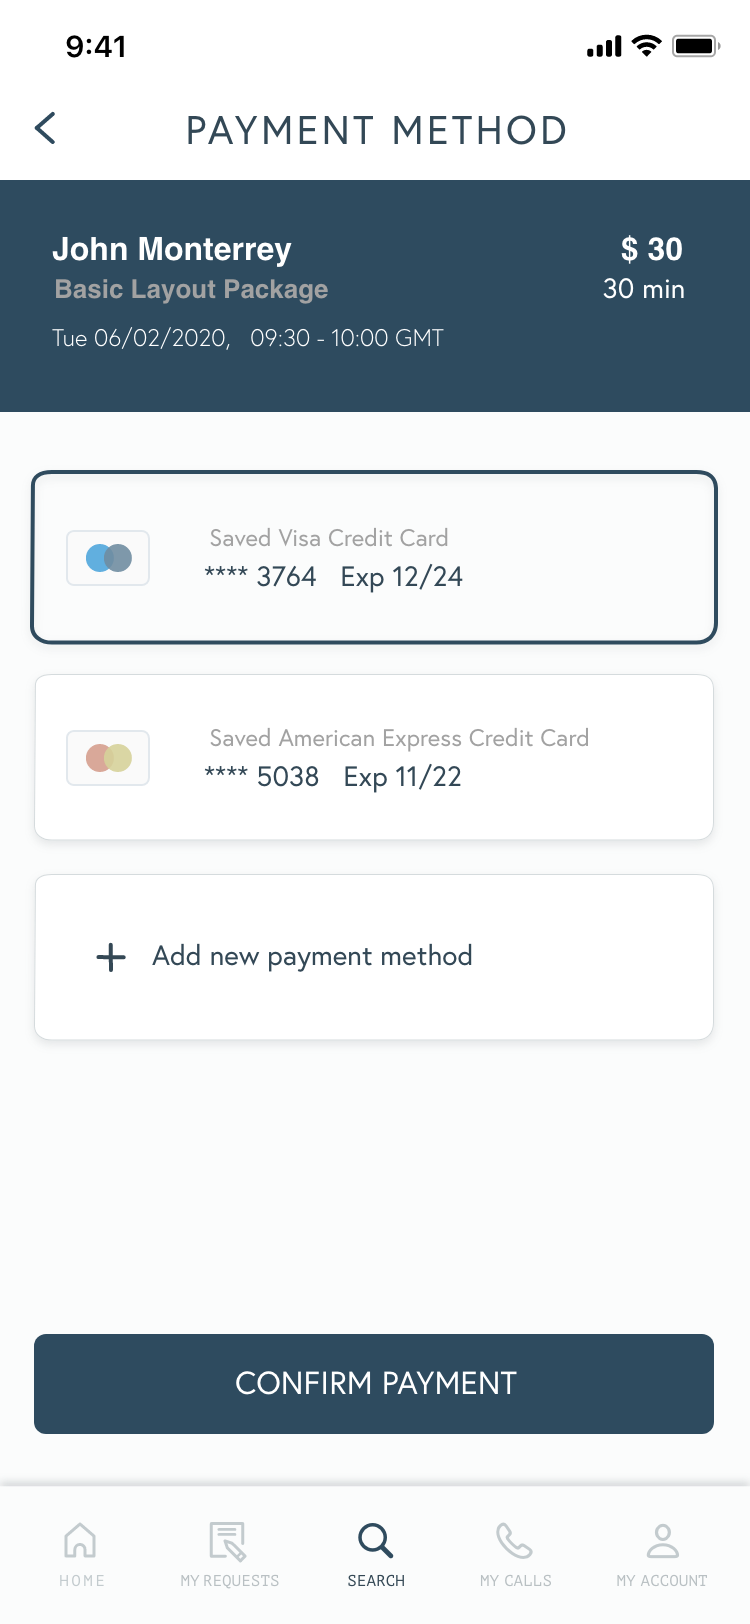 9:41
PAYMENT METHOD
John Monterrey $ 30
Basic Layout Package 30 min
Tue 06/02/2020, 09:30 - 10:00 GMT
Saved Visa Credit Card
**** 3764 Exp 12/24
Saved American Express Credit Card
**** 5038 Exp 11/22
Add new payment method
CONFIRM PAYMENT
HOME MY REQUESTS SEARCH MY CALLS MY ACCOUNT